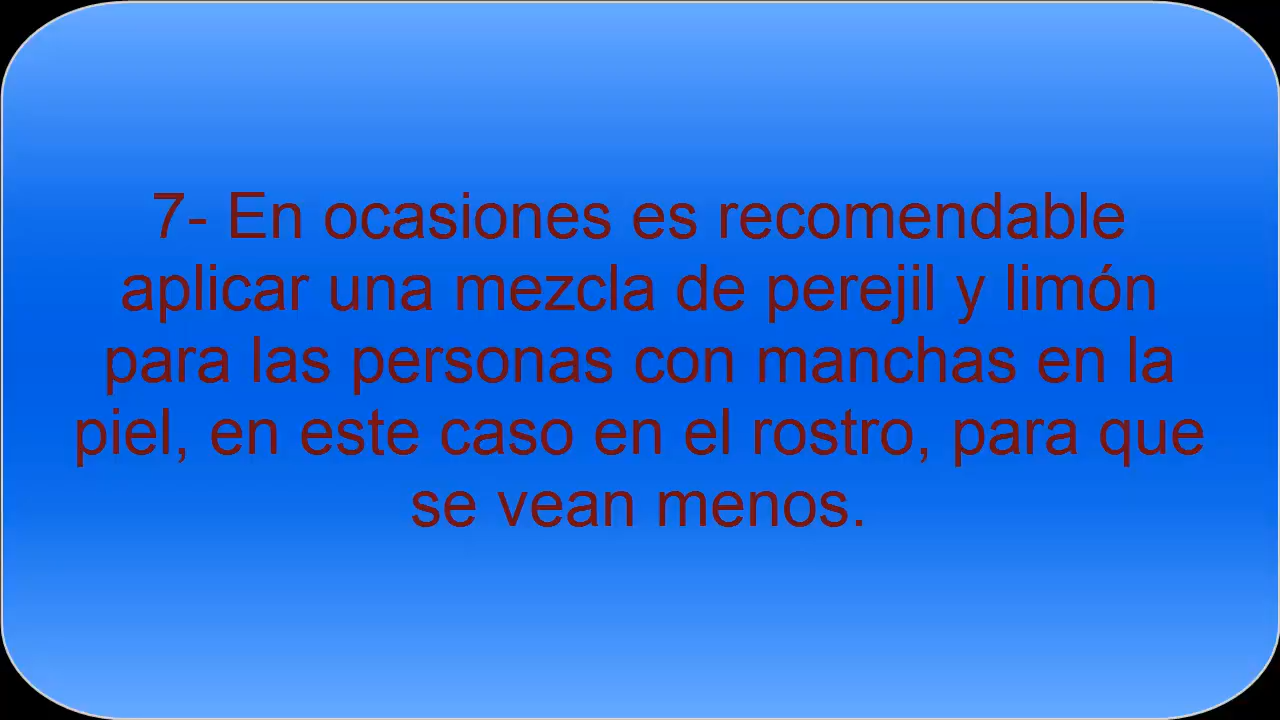 7- En ocasiones es recomendable
aplicar una mezcla de perejil y limón
para las personas con manchas en la
piel, en este caso en el rostro, para que
se vean menos.